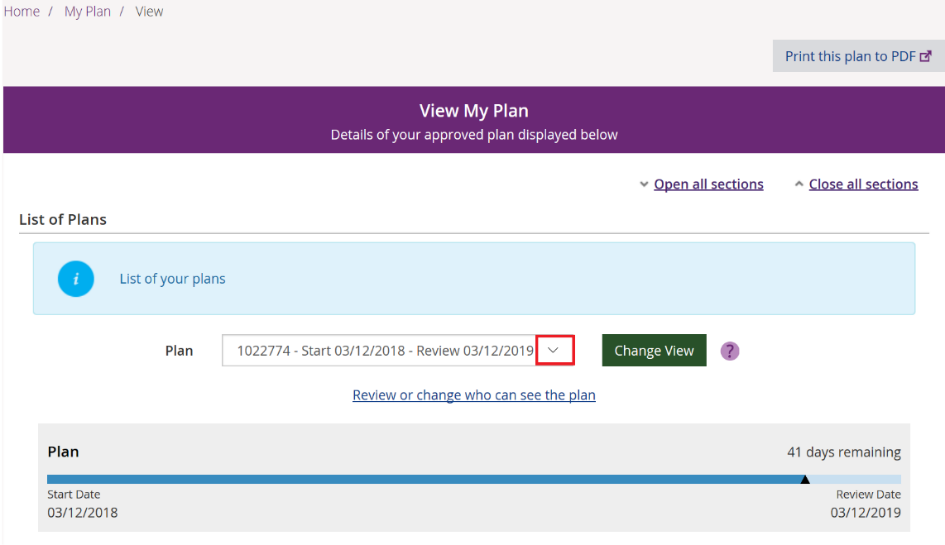 Home / My Plan / View
Print this plan to PDF
View My Plan
Details of your approved plan displayed below
Open all sections
Close all sections
List of Plans
i
List of your plans
Plan
1022774 - Start 03/12/2018 - Review 03/12/2019
Change View
?
Review or change who can see the plan
Plan
41 days remaining
Start Date
Review Date
03/12/2018
03/12/2019